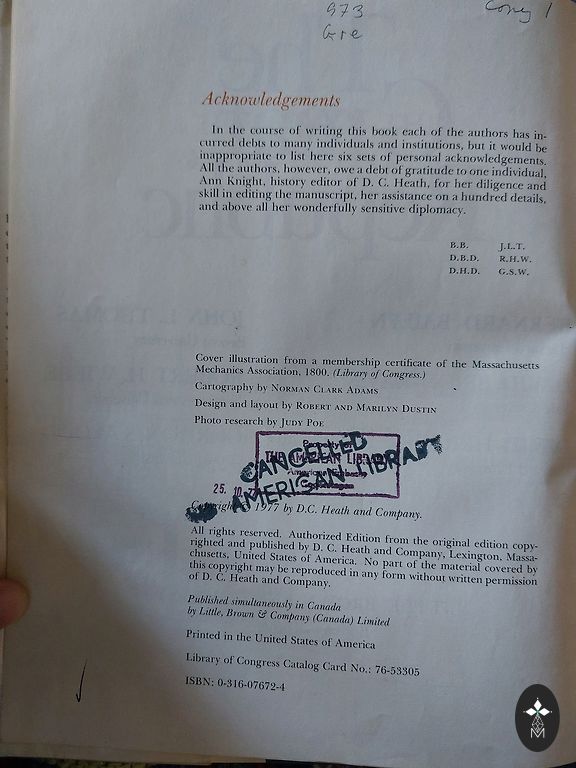 973
Gre
Copy 1
Acknowledgements
In the course of writing this book each of the authors has in-
curred debts to many individuals and institutions, but it would be
inappropriate to list here six sets of personal acknowledgements.
All the authors, however, owe a debt of gratitude to one individual,
Ann Knight, history editor of D. C. Heath, for her diligence and
skill in editing the manuscript, her assistance on a hundred details,
and above all her wonderfully sensitive diplomacy.
B.B. J.L.T.
D.B.D. R.H.W.
D.H.D. G.S.W.
Cover illustration from a membership certificate of the Massachusetts
Mechanics Association, 1800. (Library of Congress.)
Cartography by NORMAN CLARK ADAMS
Design and layout by ROBERT AND MARILYN DUSTIN
Photo research by JUDY POE
THE AMERICAN LIBRARY
CANCELLED
AMERICAN LIBRARY
25. 10
Copyright 1977 by D.C. Heath and Company.
All rights reserved. Authorized Edition from the original edition copy-
righted and published by D. C. Heath and Company, Lexington, Massa-
chusetts, United States of America. No part of the material covered by
this copyright may be reproduced in any form without written permission
of D. C. Heath and Company.
Published simultaneously in Canada
by Little, Brown & Company (Canada) Limited
Printed in the United States of America
Library of Congress Catalog Card No.: 76-53305
ISBN: 0-316-07672-4